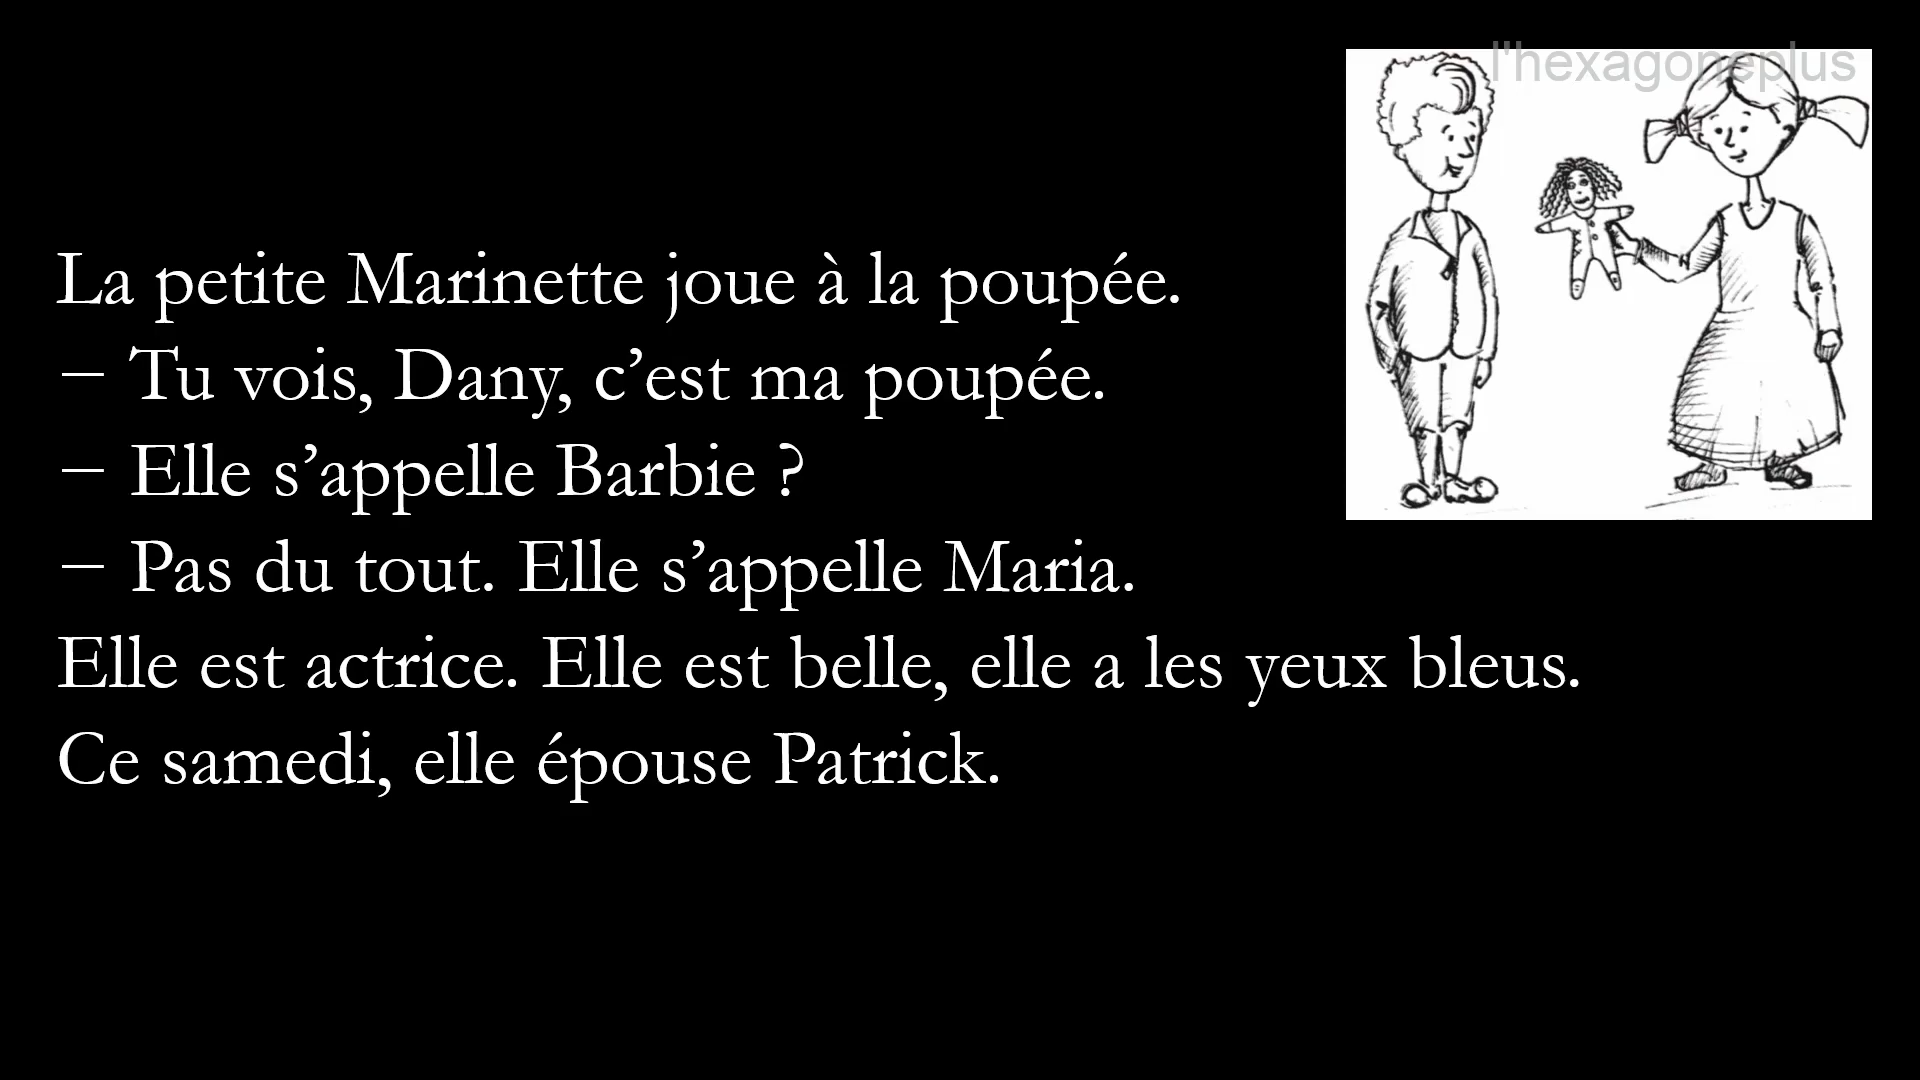 l'hexagoneplus
La petite Marinette joue à la poupée.
− Tu vois, Dany, c’est ma poupée.
− Elle s’appelle Barbie ?
− Pas du tout. Elle s’appelle Maria.
Elle est actrice. Elle est belle, elle a les yeux bleus.
Ce samedi, elle épouse Patrick.